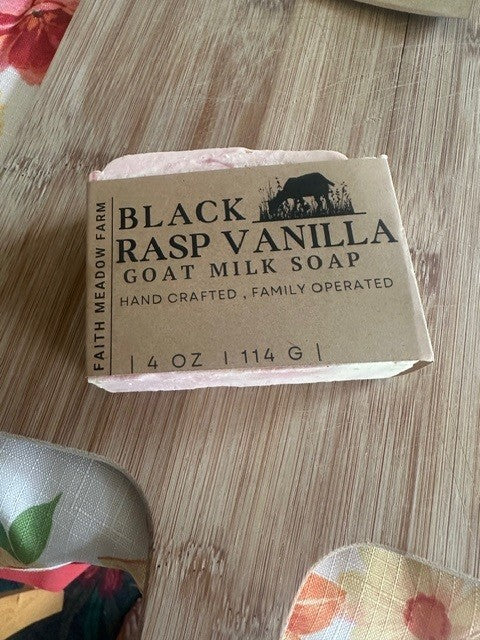 FAITH MEADOW FARM
BLACK
RASP VANILLA
GOAT MILK SOAP
HAND CRAFTED , FAMILY OPERATED
| 4 OZ | 114 G |